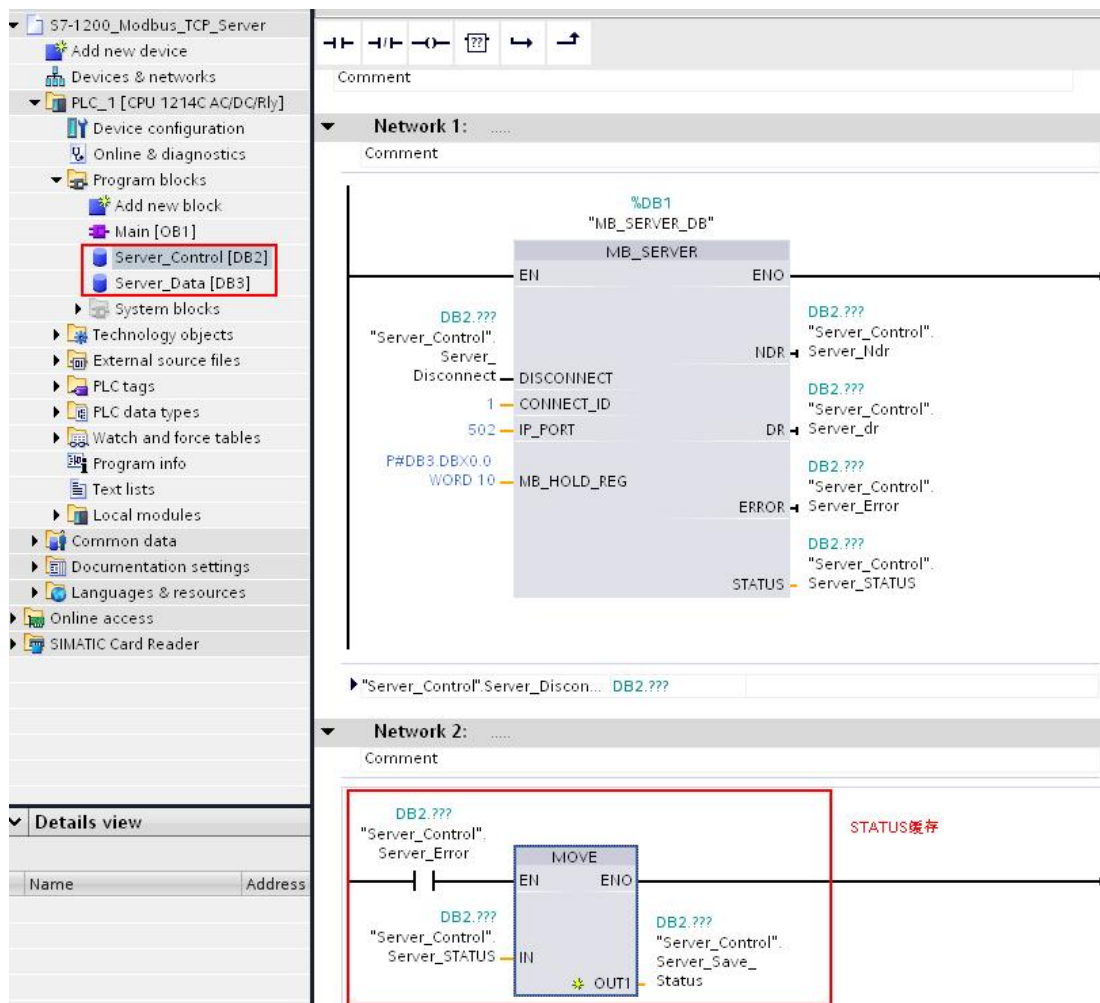 S7-1200_Modbus_TCP_Server
Add new device
Devices & networks
PLC_1 [CPU 1214C AC/DC/Rly]
Device configuration
Online & diagnostics
Program blocks
Add new block
Main [OB1]
Server_Control [DB2]
Server_Data [DB3]
System blocks
Technology objects
External source files
PLC tags
PLC data types
Watch and force tables
Program info
Text lists
Local modules
Common data
Documentation settings
Languages & resources
Online access
SIMATIC Card Reader
Details view
Name Address
??
Comment
Network 1: .....
Comment
%DB1
"MB_SERVER_DB"
MB_SERVER
EN ENO
DB2.???
"Server_Control".
Server_
Disconnect
DISCONNECT
1 CONNECT_ID
502 IP_PORT
P#DB3.DBX0.0
WORD 10
MB_HOLD_REG
DB2.???
"Server_Control".
NDR Server_Ndr
DB2.???
"Server_Control".
DR Server_dr
DB2.???
"Server_Control".
ERROR Server_Error
DB2.???
"Server_Control".
STATUS Server_STATUS
"Server_Control".Server_Discon... DB2.???
Network 2: .....
Comment
DB2.???
"Server_Control".
Server_Error
MOVE
EN ENO
DB2.???
"Server_Control".
Server_STATUS IN
OUT1
DB2.???
"Server_Control".
Server_Save_
Status
STATUS缓存